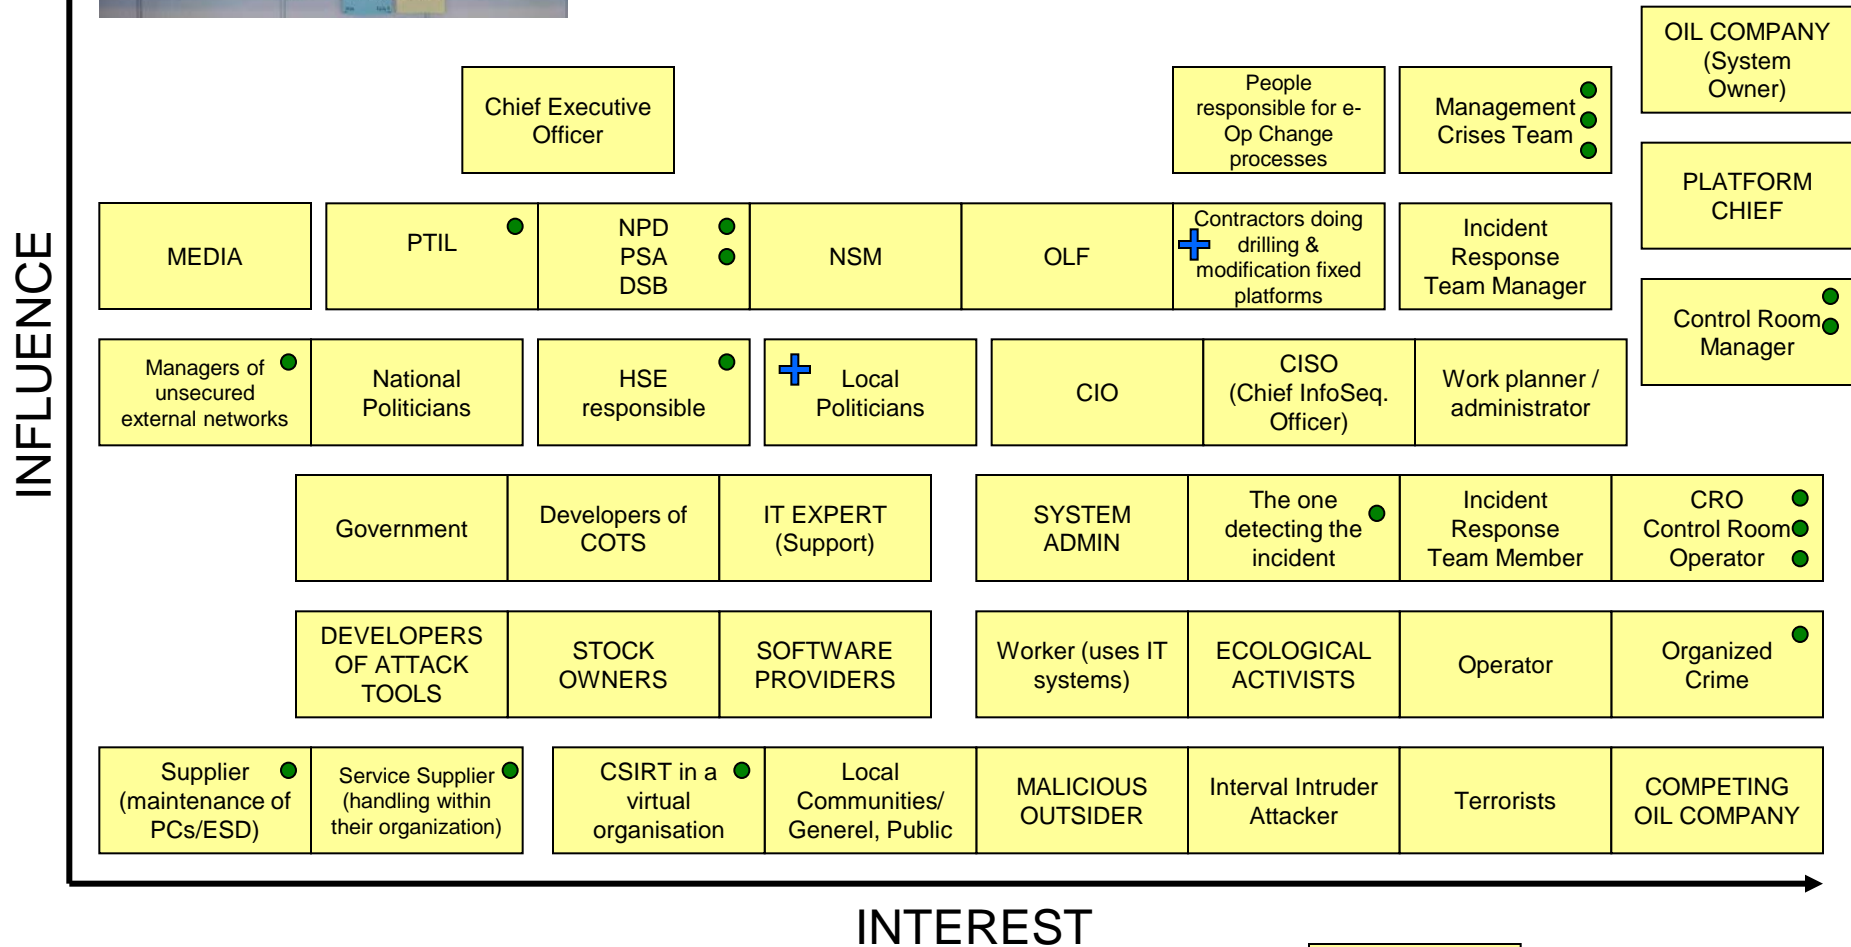 OIL COMPANY
(System
Owner)
Chief Executive
Officer
People
responsible for e-
Op Change
processes
Management
Crises Team
PLATFORM
CHIEF
INFLUENCE
MEDIA
PTIL
NPD
PSA
DSB
NSM
OLF
Contractors doing
drilling &
modification fixed
platforms
Incident
Response
Team Manager
Control Room
Manager
Managers of
unsecured
external networks
National
Politicians
HSE
responsible
Local
Politicians
CIO
CISO
(Chief InfoSeq.
Officer)
Work planner /
administrator
Government
Developers of
COTS
IT EXPERT
(Support)
SYSTEM
ADMIN
The one
detecting the
incident
Incident
Response
Team Member
CRO
Control Room
Operator
DEVELOPERS
OF ATTACK
TOOLS
STOCK
OWNERS
SOFTWARE
PROVIDERS
Worker (uses IT
systems)
ECOLOGICAL
ACTIVISTS
Operator
Organized
Crime
Supplier
(maintenance of
PCs/ESD)
Service Supplier
(handling within
their organization)
CSIRT in a
virtual
organisation
Local
Communities/
Generel, Public
MALICIOUS
OUTSIDER
Interval Intruder
Attacker
Terrorists
COMPETING
OIL COMPANY
INTEREST